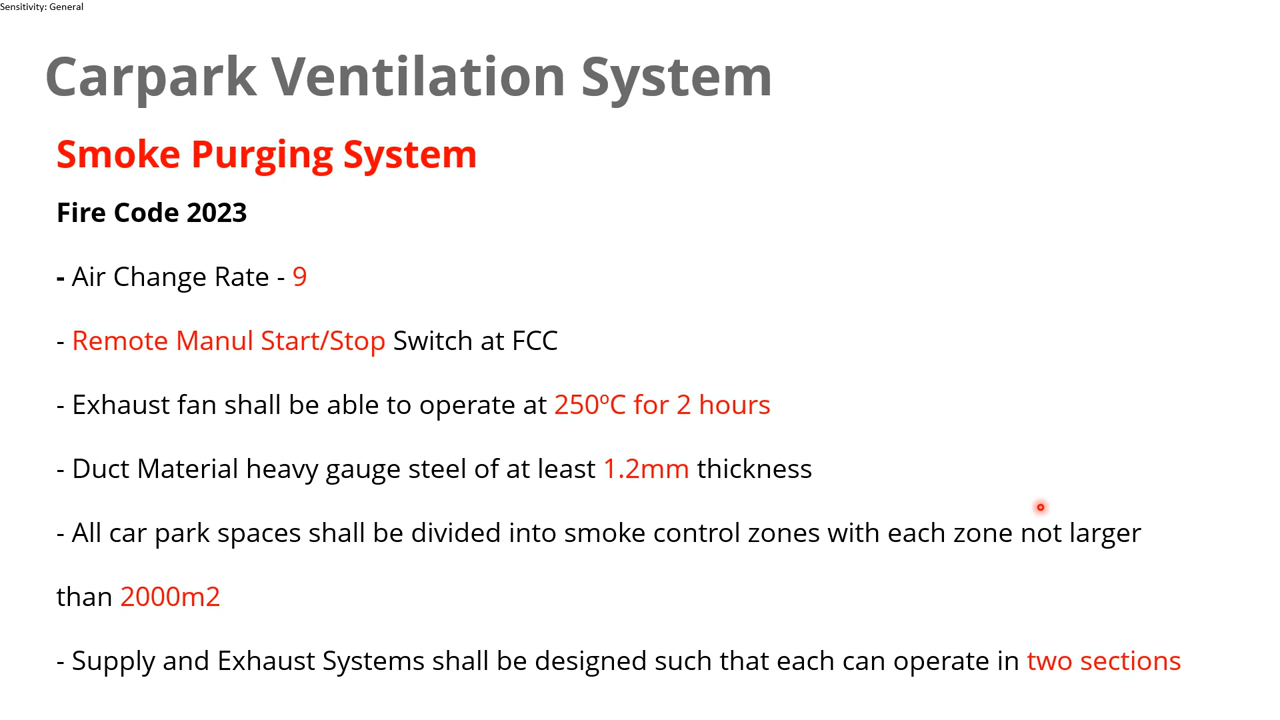 Sensitivity: General
Carpark Ventilation System
Smoke Purging System
Fire Code 2023
- Air Change Rate - 9
- Remote Manul Start/Stop Switch at FCC
- Exhaust fan shall be able to operate at 250ºC for 2 hours
- Duct Material heavy gauge steel of at least 1.2mm thickness
- All car park spaces shall be divided into smoke control zones with each zone not larger
than 2000m2
- Supply and Exhaust Systems shall be designed such that each can operate in two sections